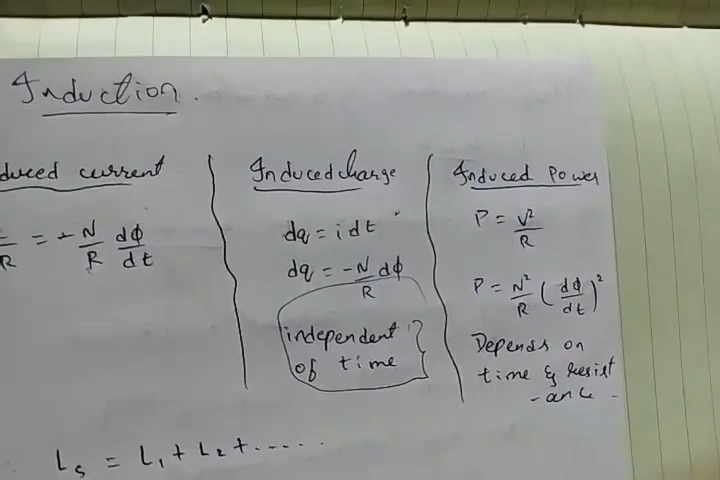 Induction.
duced current
R = - N/R dϕ/dt
Induced charge
dq = i dt
dq = -N/R dϕ
independent
of time
Induced Power
P = V²/R
P = N²/R (dϕ/dt)²
Depends on
time & Resist
-ance.
Ls = L1 + L2 + ......